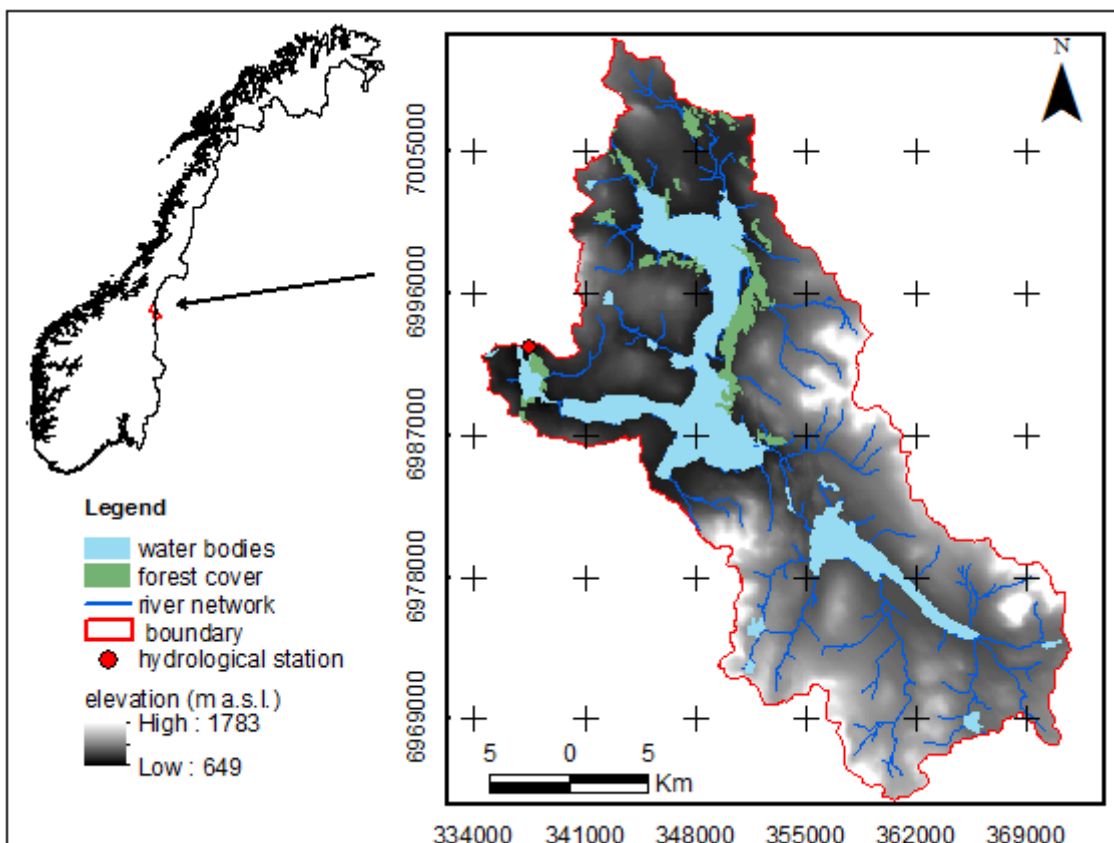 N
7005000
6996000
6987000
6978000
6969000
Legend
water bodies
forest cover
river network
boundary
hydrological station
elevation (m a.s.l.)
High : 1783
Low : 649
5 0 5
Km
334000 341000 348000 355000 362000 369000